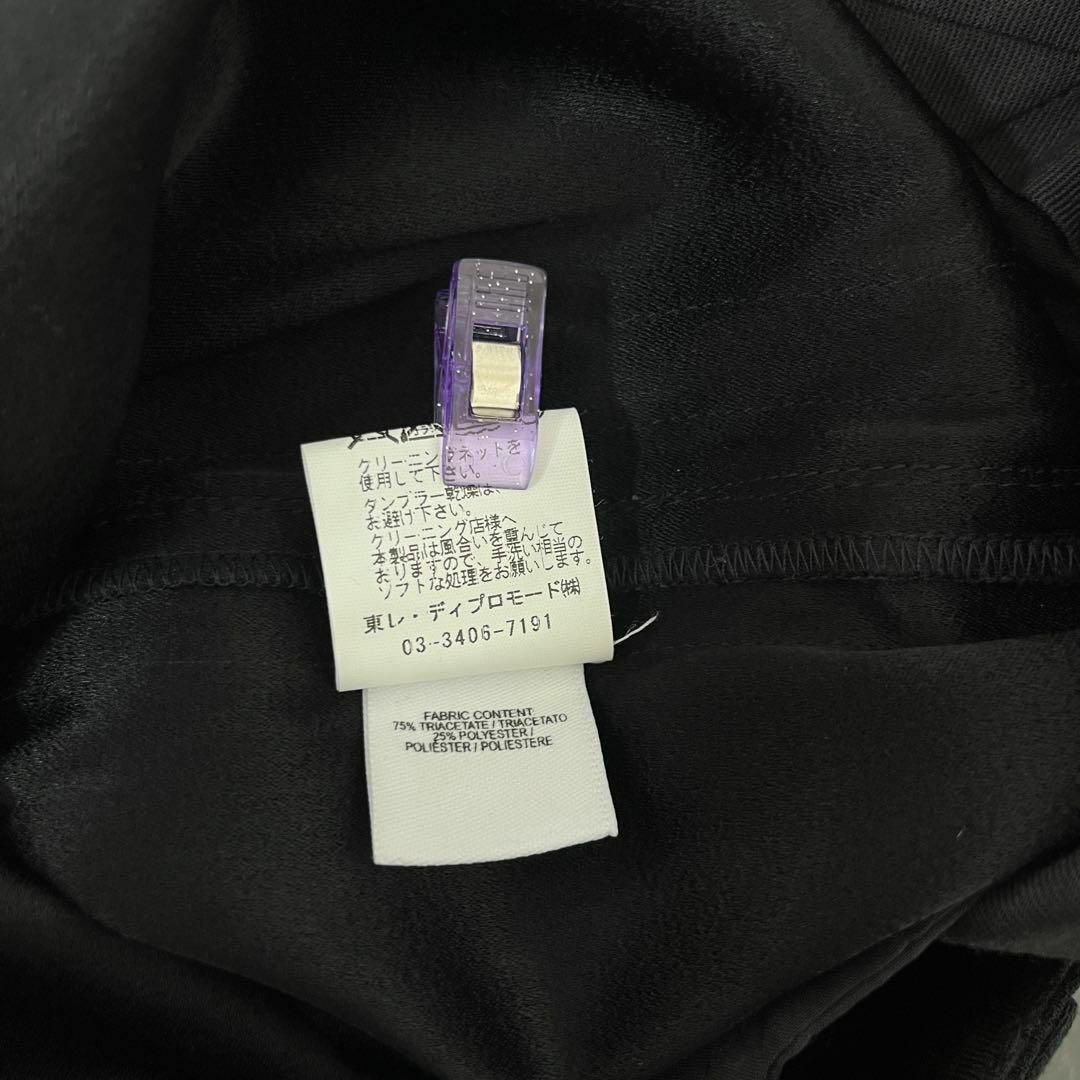 クリーニングネットを
使用して下さい。
タンブラー乾燥は、
お避け下さい。
クリーニング店様へ
本製品は風合いを重んじて
おりますので、手洗い相当の
ソフトな処理をお願いします。
東レ・ディプロモード㈱
03-3406-7191
FABRIC CONTENT:
75% TRIACETATE / TRIACETATO
25% POLYESTER /
POLIÉSTER / POLIESTERE